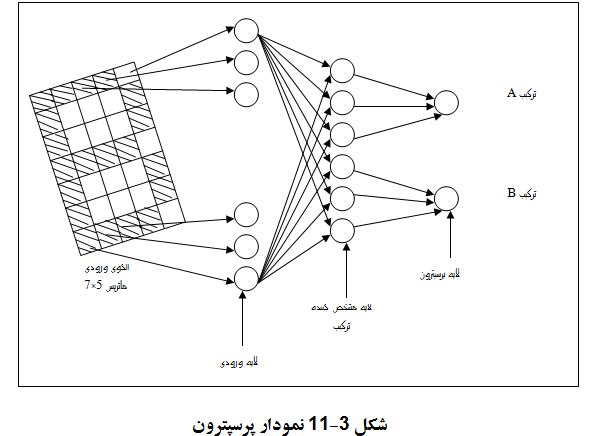 ترکیب A
ترکیب B
الگوی ورودی
ماتریس 5×7
لایه پرسپترون
لایه مشخص کننده
ترکیب
لایه ورودی
شکل 3-11 نمودار پرسپترون